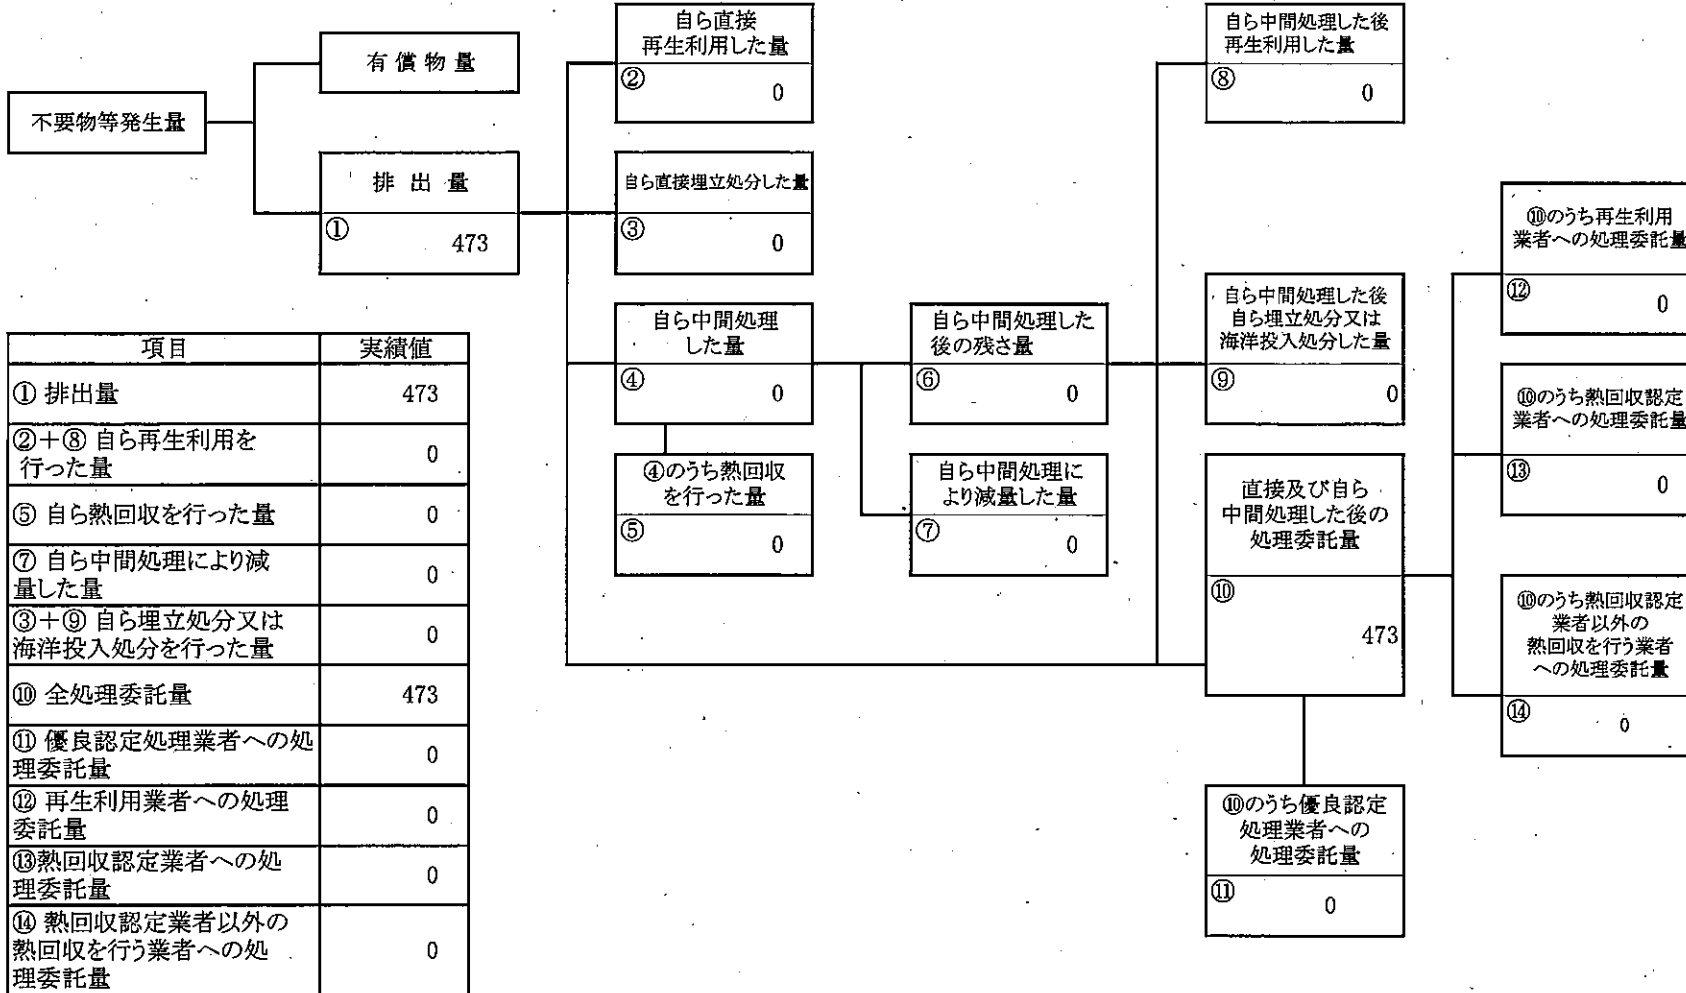 不要物等発生量
有償物量
排出量
①
473
自ら直接
再生利用した量
②
0
自ら直接埋立処分した量
③
0
自ら中間処理
した量
④
0
④のうち熱回収
を行った量
⑤
0
自ら中間処理した
後の残さ量
⑥
0
自ら中間処理に
より減量した量
⑦
0
自ら中間処理した後
再生利用した量
⑧
0
自ら中間処理した後
自ら埋立処分又は
海洋投入処分した量
⑨
0
直接及び自ら
中間処理した後の
処理委託量
⑩
473
⑩のうち優良認定
処理業者への
処理委託量
⑪
0
⑩のうち再生利用
業者への処理委託量
⑫
0
⑩のうち熱回収認定
業者への処理委託量
⑬
0
⑩のうち熱回収認定
業者以外の
熱回収を行う業者
への処理委託量
⑭
0
項目 実績値
① 排出量 473
②+⑧ 自ら再生利用を
行った量 0
⑤ 自ら熱回収を行った量 0
⑦ 自ら中間処理により減
量した量 0
③+⑨ 自ら埋立処分又は
海洋投入処分を行った量 0
⑩ 全処理委託量 473
⑪ 優良認定処理業者への処
理委託量 0
⑫ 再生利用業者への処理
委託量 0
⑬熱回収認定業者への処
理委託量 0
⑭ 熱回収認定業者以外の
熱回収を行う業者への処
理委託量 0